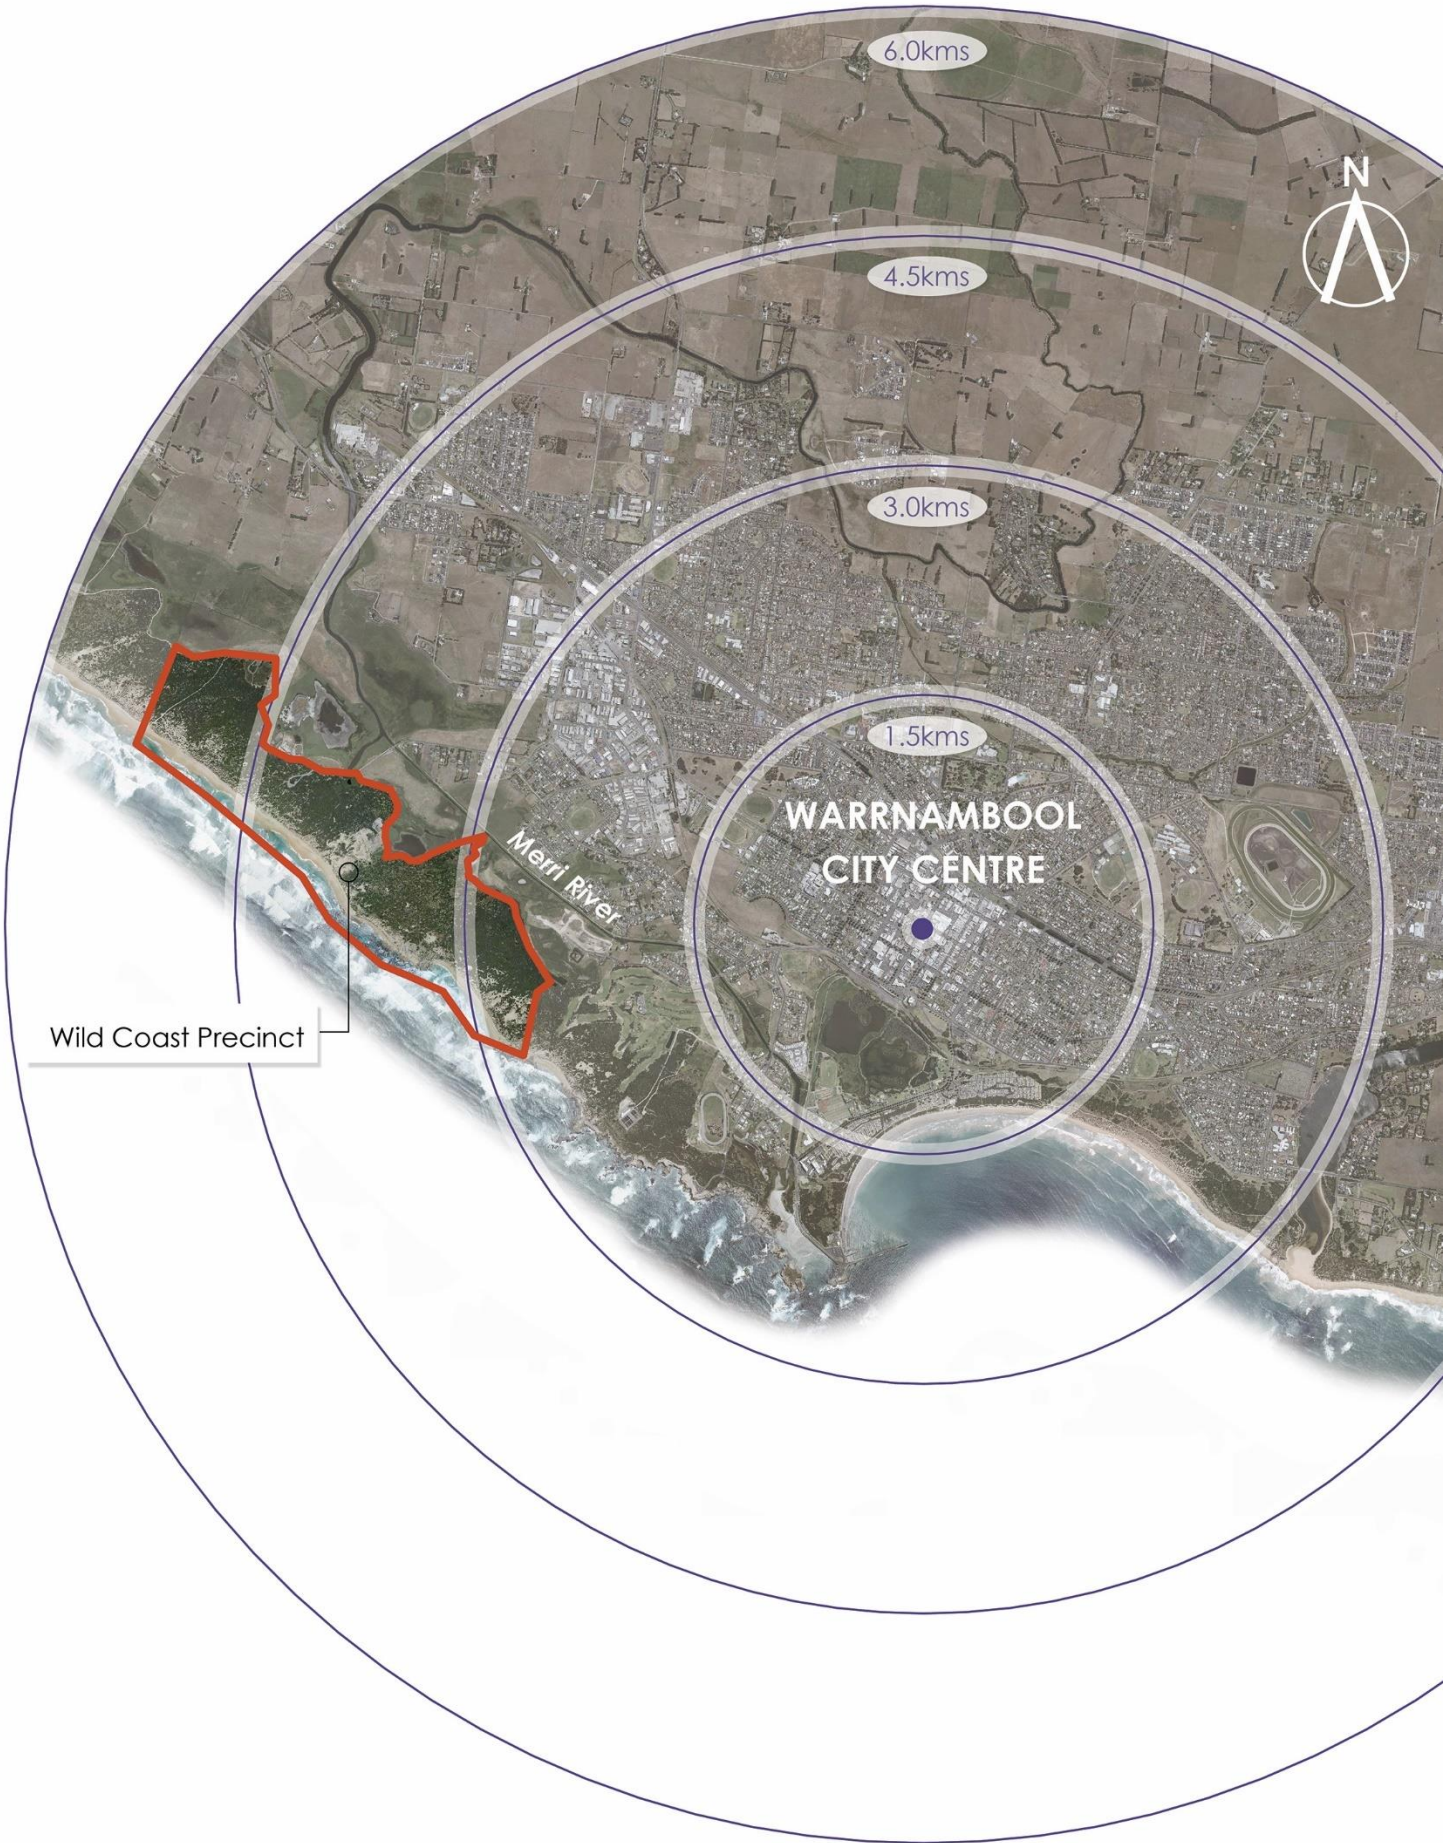 6.0kms
N
4.5kms
3.0kms
1.5kms
WARRNAMBOOL
CITY CENTRE
Merri River
Wild Coast Precinct